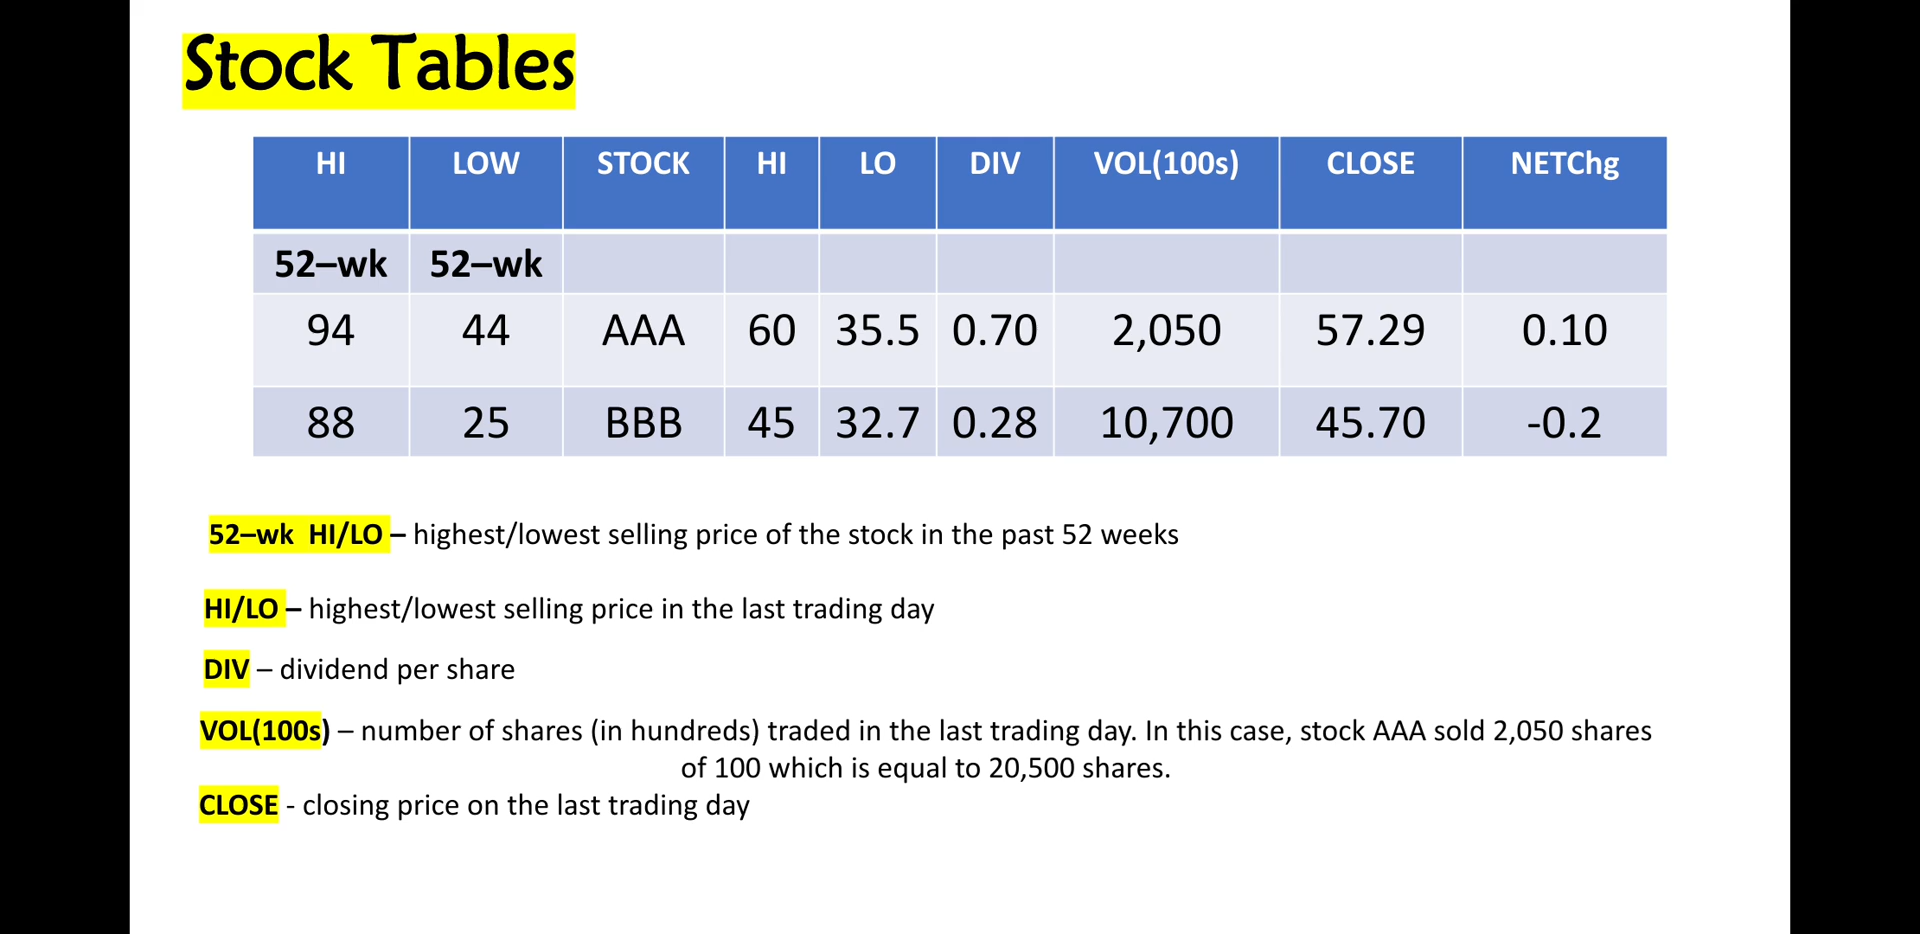 Stock Tables
HI LOW STOCK HI LO DIV VOL(100s) CLOSE NETChg
52–wk 52–wk
94 44 AAA 60 35.5 0.70 2,050 57.29 0.10
88 25 BBB 45 32.7 0.28 10,700 45.70 -0.2
52–wk HI/LO – highest/lowest selling price of the stock in the past 52 weeks
HI/LO – highest/lowest selling price in the last trading day
DIV – dividend per share
VOL(100s) – number of shares (in hundreds) traded in the last trading day. In this case, stock AAA sold 2,050 shares
of 100 which is equal to 20,500 shares.
CLOSE - closing price on the last trading day